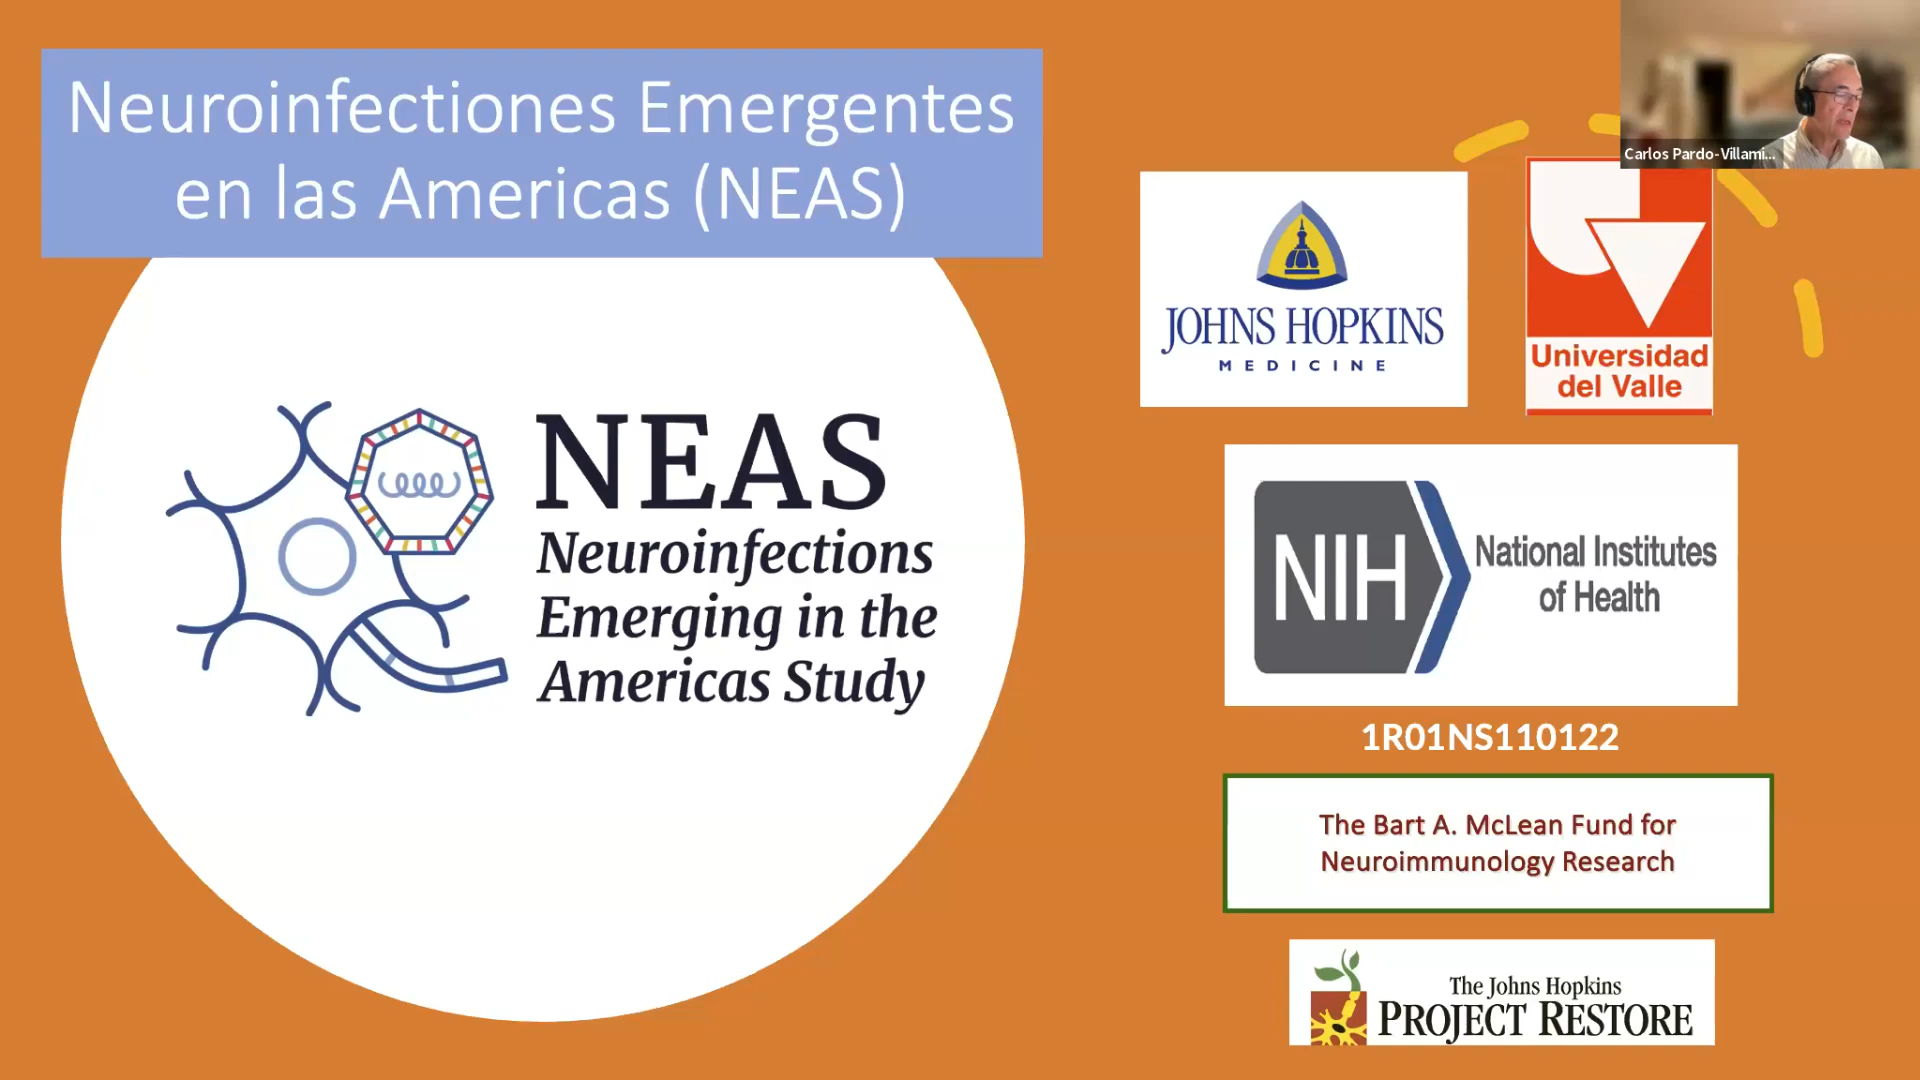 Neuroinfectiones Emergentes
en las Americas (NEAS)
NEAS
Neuroinfections
Emerging in the
Americas Study
Carlos Pardo-Villami...
JOHNS HOPKINS
MEDICINE
Universidad
del Valle
NIH
National Institutes
of Health
1R01NS110122
The Bart A. McLean Fund for
Neuroimmunology Research
The Johns Hopkins
PROJECT RESTORE